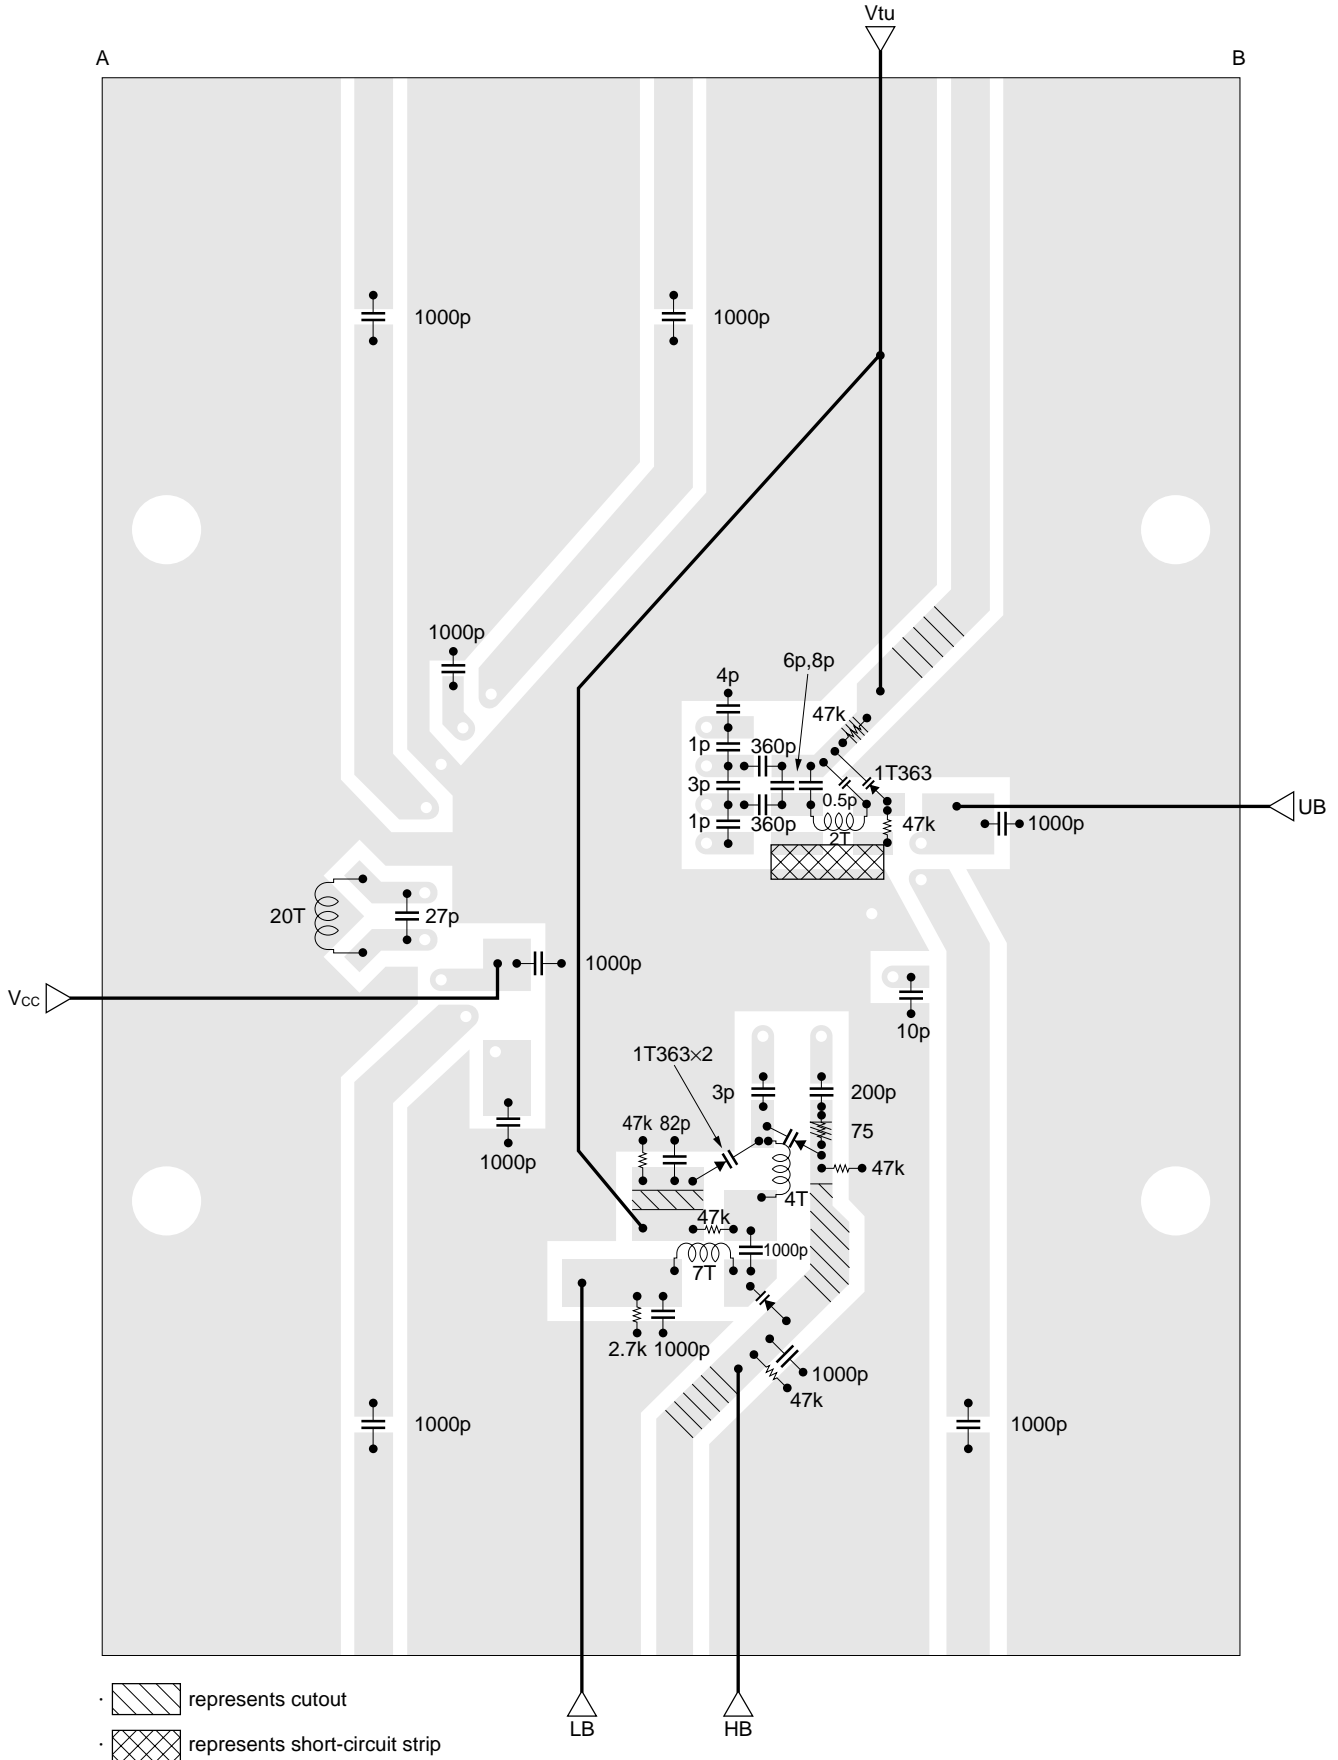 Vtu
A
B
1000p
1000p
1000p
6p,8p
4p
47k
1p
360p
1T363
3p
0.5p
UB
1p
360p
47k
1000p
2T
20T
27p
1000p
VCC
10p
1T363×2
3p
200p
47k
82p
75
1000p
47k
4T
47k
1000p
7T
2.7k
1000p
1000p
47k
1000p
1000p
represents cutout
LB
HB
represents short-circuit strip